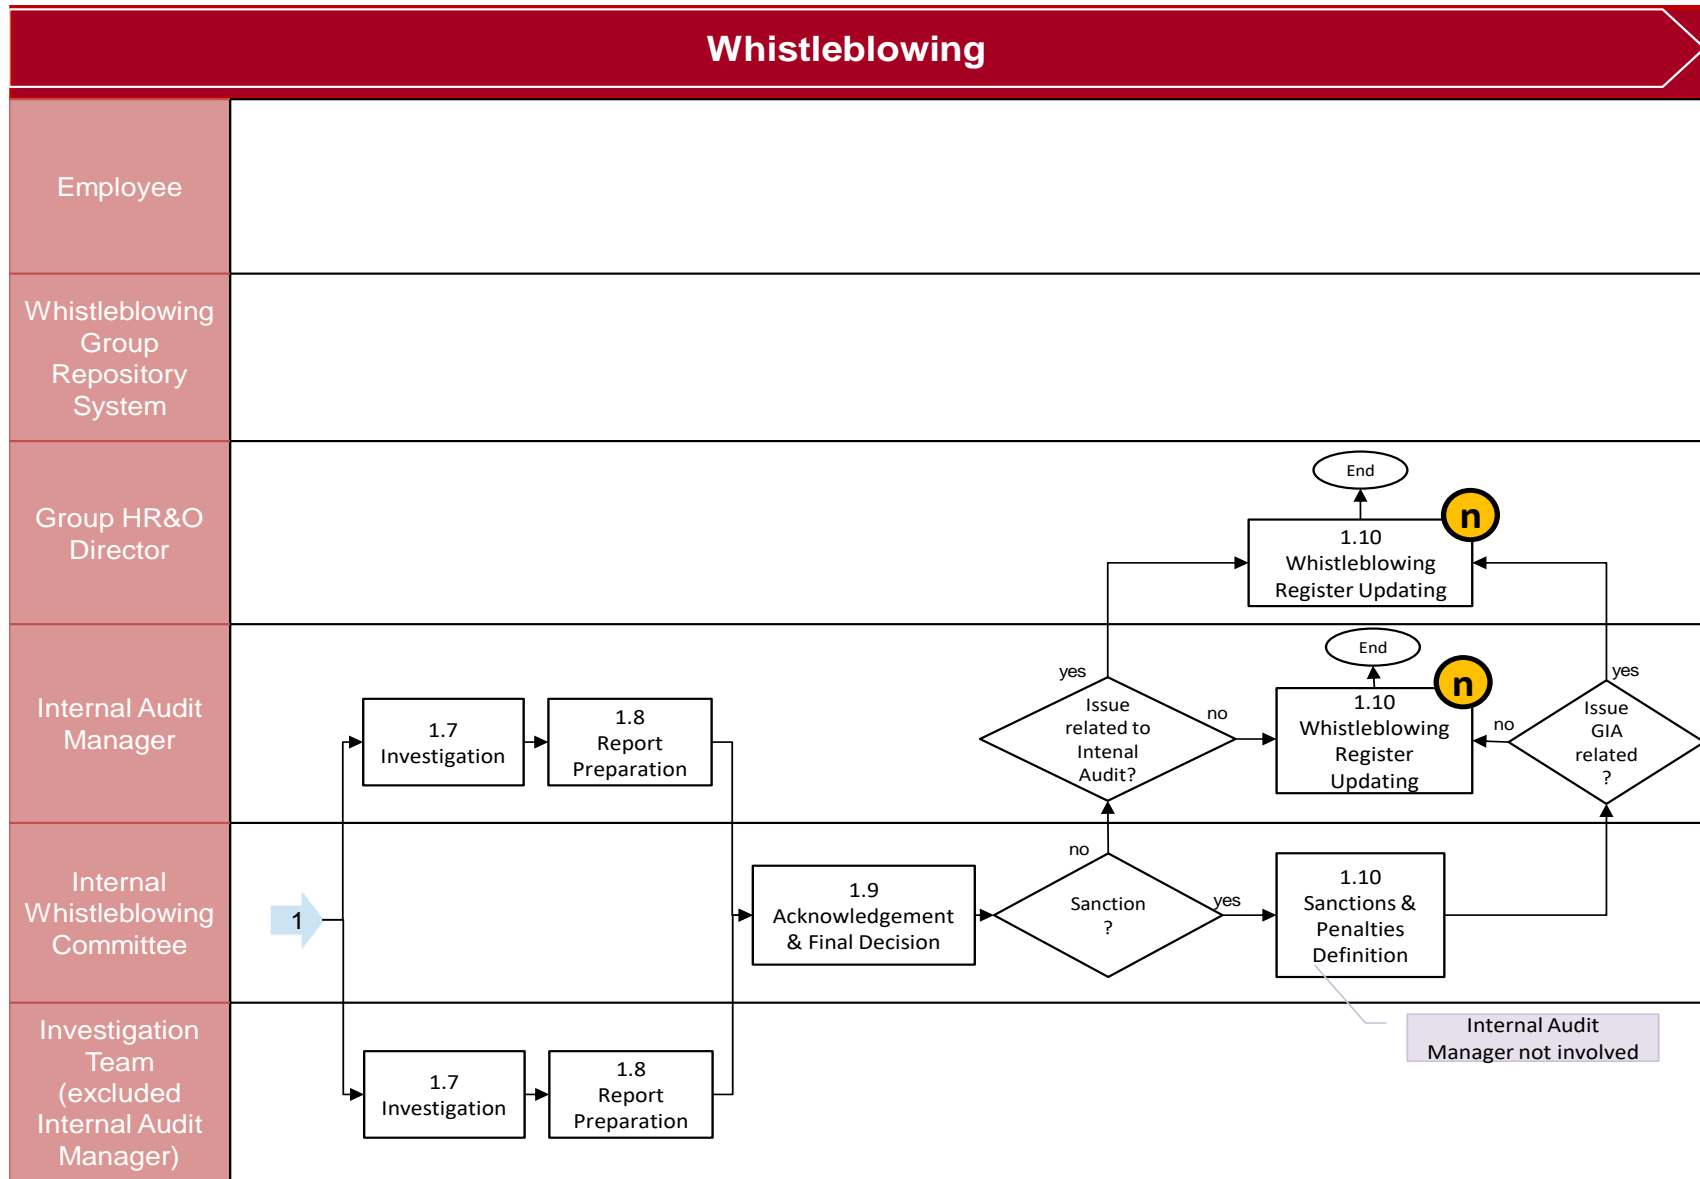 Whistleblowing
Employee
Whistleblowing
Group
Repository
System
Group HR&O
Director
End
n
1.10
Whistleblowing
Register Updating
Internal Audit
Manager
1.7
Investigation
1.8
Report
Preparation
yes
Issue
related to
Intenal
Audit?
no
End
n
1.10
Whistleblowing
Register
Updating
no
yes
Issue
GIA
related
?
Internal
Whistleblowing
Committee
1
1.9
Acknowledgement
& Final Decision
no
Sanction
?
yes
1.10
Sanctions &
Penalties
Definition
Internal Audit
Manager not involved
Investigation
Team
(excluded
Internal Audit
Manager)
1.7
Investigation
1.8
Report
Preparation